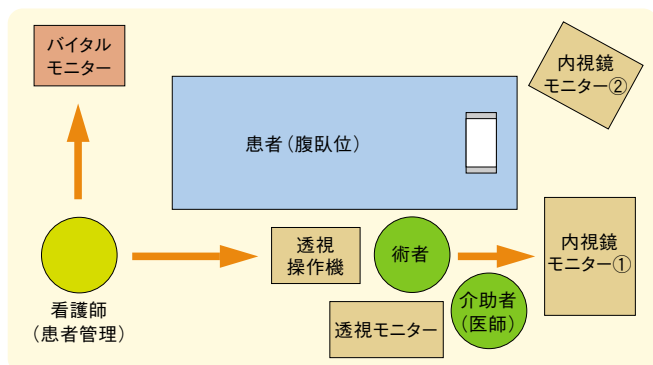 バイタル
モニター
内視鏡
モニター②
患者（腹臥位）
透視
操作機
術者
内視鏡
モニター①
看護師
（患者管理）
透視モニター
介助者
（医師）